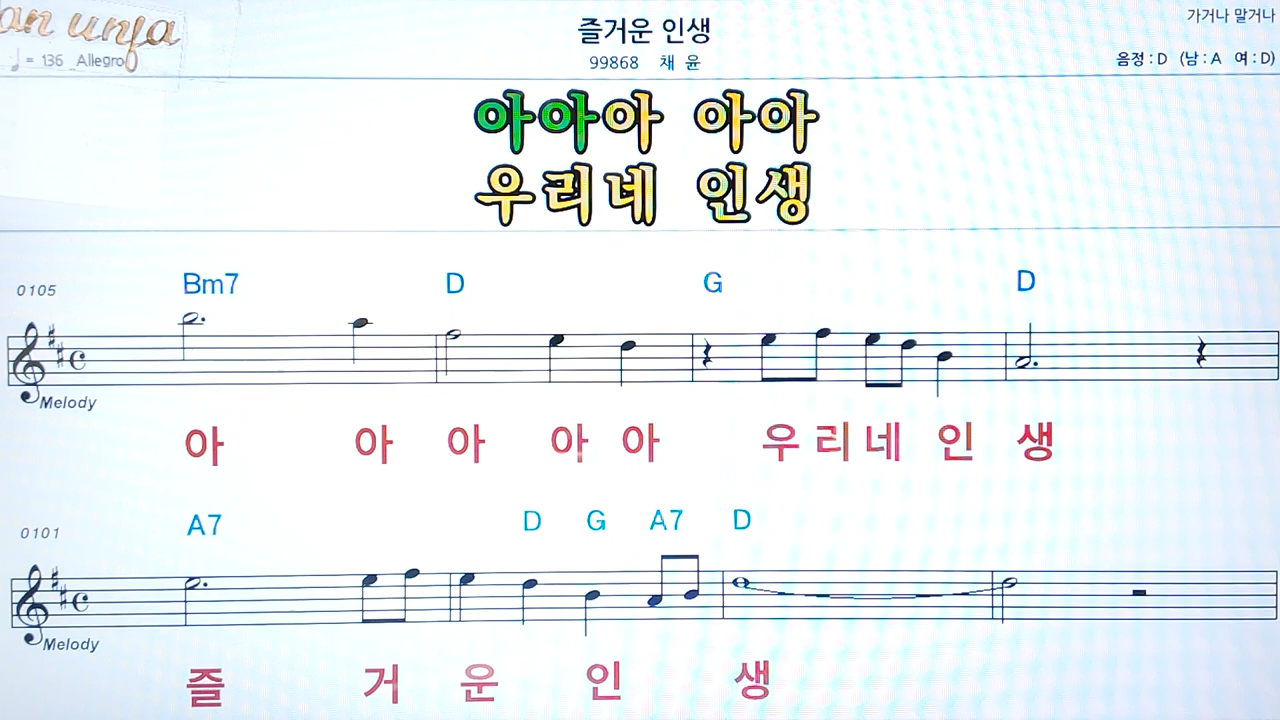 an unja
즐거운 인생
가거나 말거나
♩ = 136 Allegro
99868 채 윤
음정 : D (남 : A 여 : D)
아아아 아아
우리네 인생
0105 Bm7 D G D
Melody
아 아 아 아 아 우 리 네 인 생
0101 A7 D G A7 D
Melody
즐 거 운 인 생